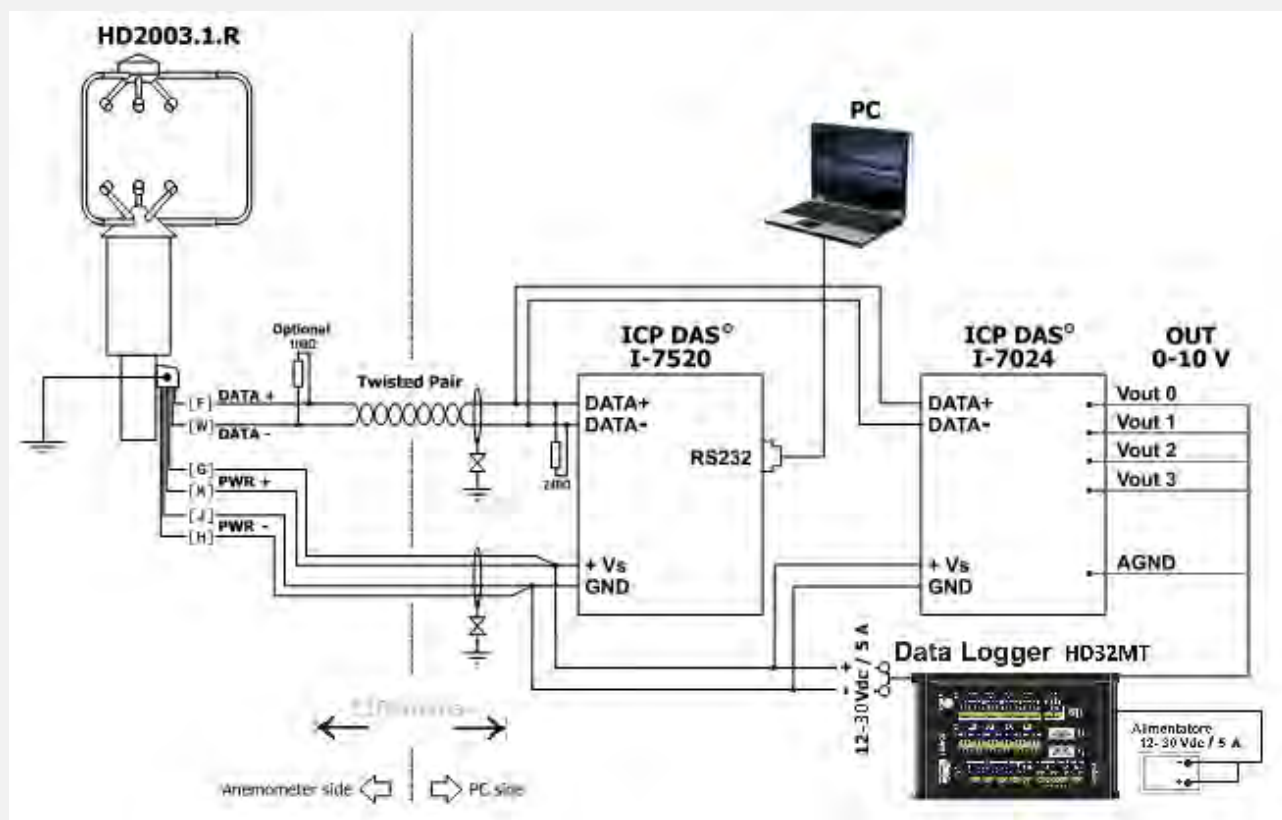 HD2003.1.R
PC
Optional
Twisted Pair
[F] DATA +
[W] DATA -
[G]
PWR +
[K]
[J]
PWR -
[H]
ICP DAS®
I-7520
DATA+
DATA-
RS232
+ Vs
GND
ICP DAS®
I-7024
DATA+
DATA-
+ Vs
GND
OUT
0-10 V
Vout 0
Vout 1
Vout 2
Vout 3
AGND
+
-
12-30Vdc / 5 A
Data Logger HD32MT
Alimentatore
12-30 Vdc / 5 A
-
+
Anemometer side
PC side